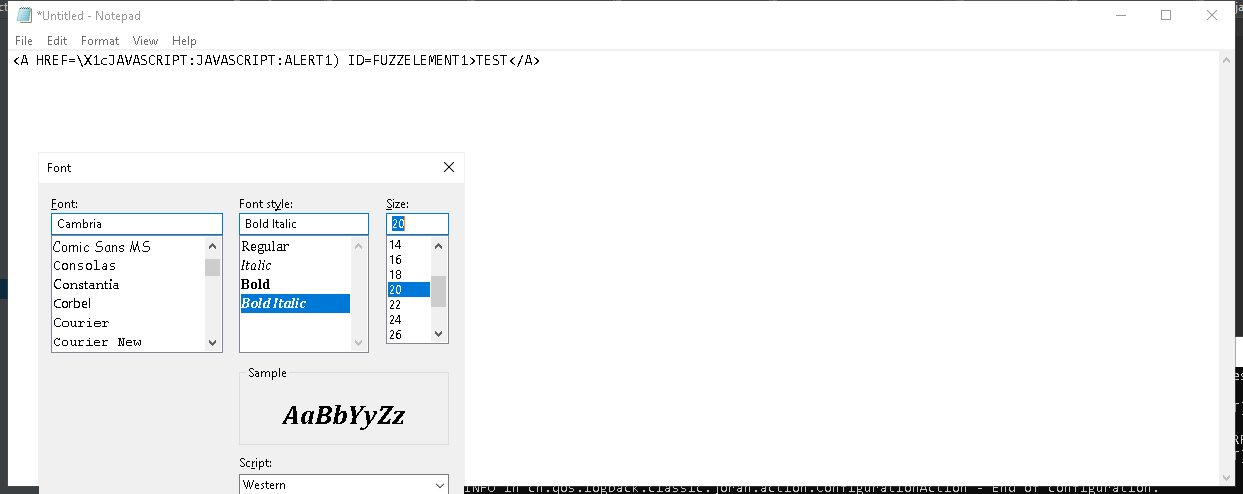 *Untitled - Notepad
File Edit Format View Help
<A HREF=\X1cJAVASCRIPT:JAVASCRIPT:ALERT1) ID=FUZZELEMENT1>TEST</A>
Font
Font: Font style: Size:
Cambria Bold Italic 20
Comic Sans MS Regular 14
Consolas Italic 16
Constantia Bold 18
Corbel Bold Italic 20
Courier 22
Courier New 24
26
Sample
AaBbYyZz
Script:
Western
INFO in ch.qos.logback.classic.joran.action.ConfigurationAction - End of configuration.